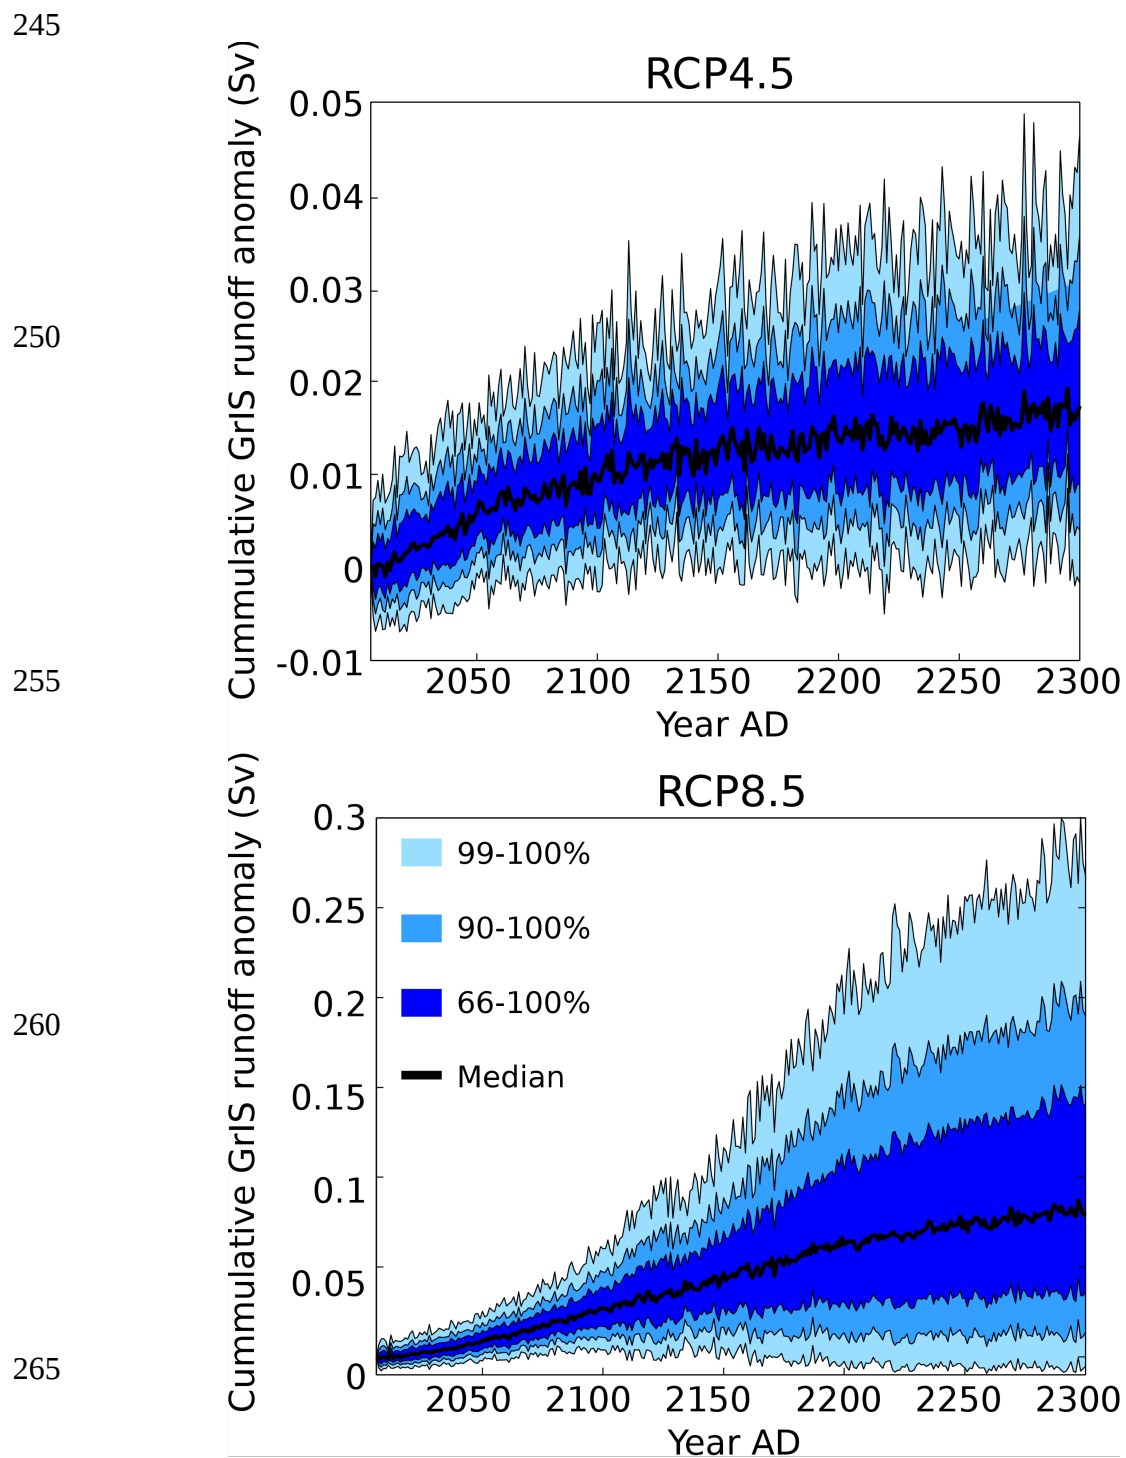 245
RCP4.5
Cummulative GrIS runoff anomaly (Sv)
0.05
0.04
0.03
250
0.02
0.01
0
-0.01
255
2050 2100 2150 2200 2250 2300
Year AD
RCP8.5
Cummulative GrIS runoff anomaly (Sv)
0.3
99-100%
0.25
90-100%
0.2
66-100%
260
Median
0.15
0.1
0.05
265
0
2050 2100 2150 2200 2250 2300
Year AD